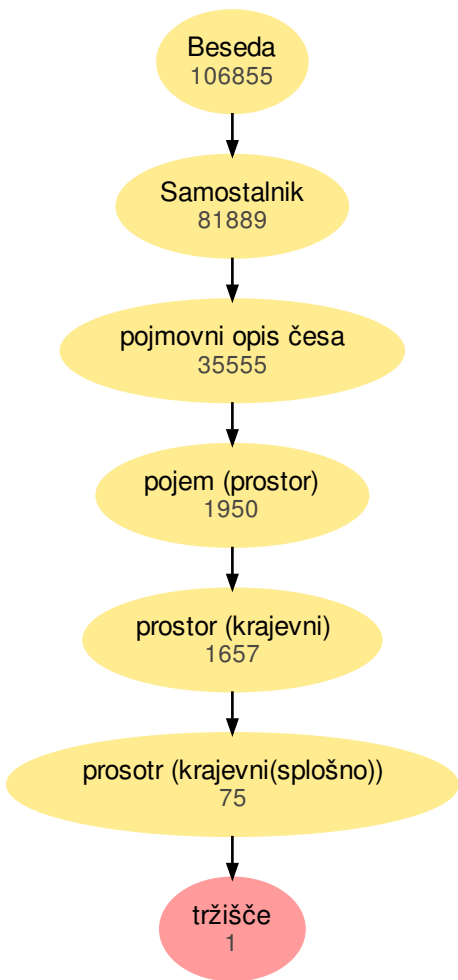 Beseda
106855
Samostalnik
81889
pojmovni opis česa
35555
pojem (prostor)
1950
prostor (krajevni)
1657
prosotr (krajevni(splošno))
75
tržišče
1